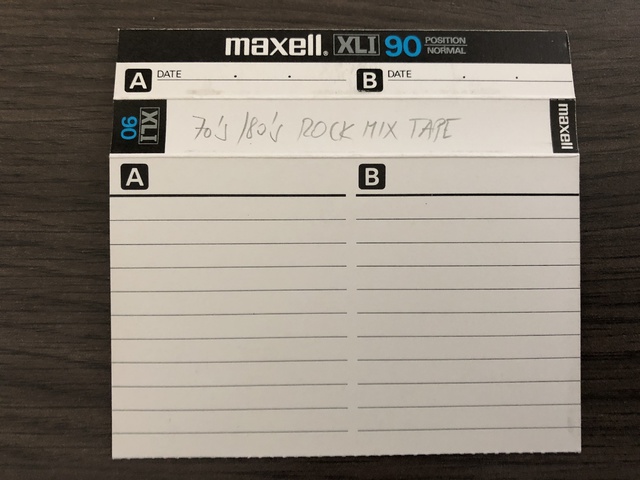 maxell. XLI 90 POSITION NORMAL
A DATE . . B DATE . .
XLI 90 70's /80's ROCK MIX TAPE maxell
A B